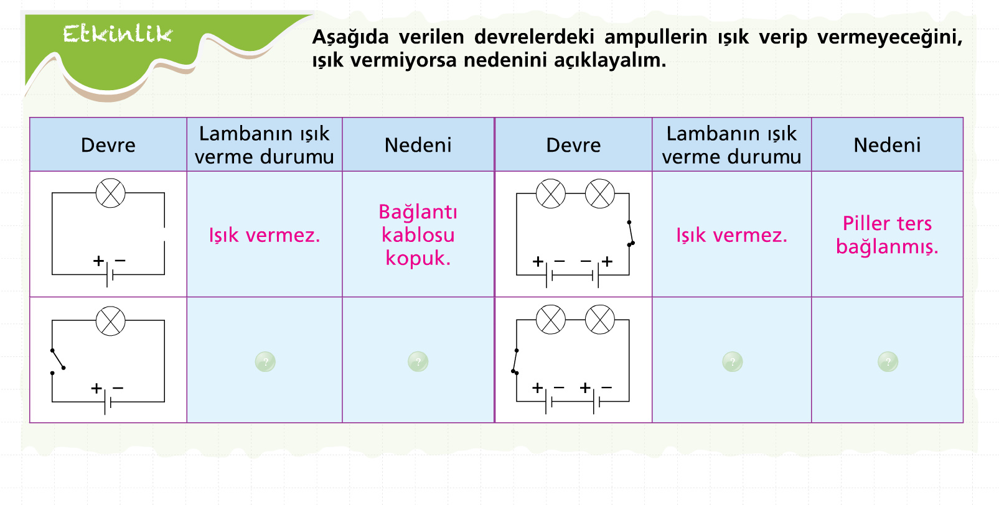 Etkinlik
Aşağıda verilen devrelerdeki ampullerin ışık verip vermeyeceğini,
ışık vermiyorsa nedenini açıklayalım.
Devre
Lambanın ışık
verme durumu
Nedeni
Devre
Lambanın ışık
verme durumu
Nedeni
+ −
Işık vermez.
Bağlantı
kablosu
kopuk.
+ − − +
Işık vermez.
Piller ters
bağlanmış.
+ −
?
?
+ − + −
?
?